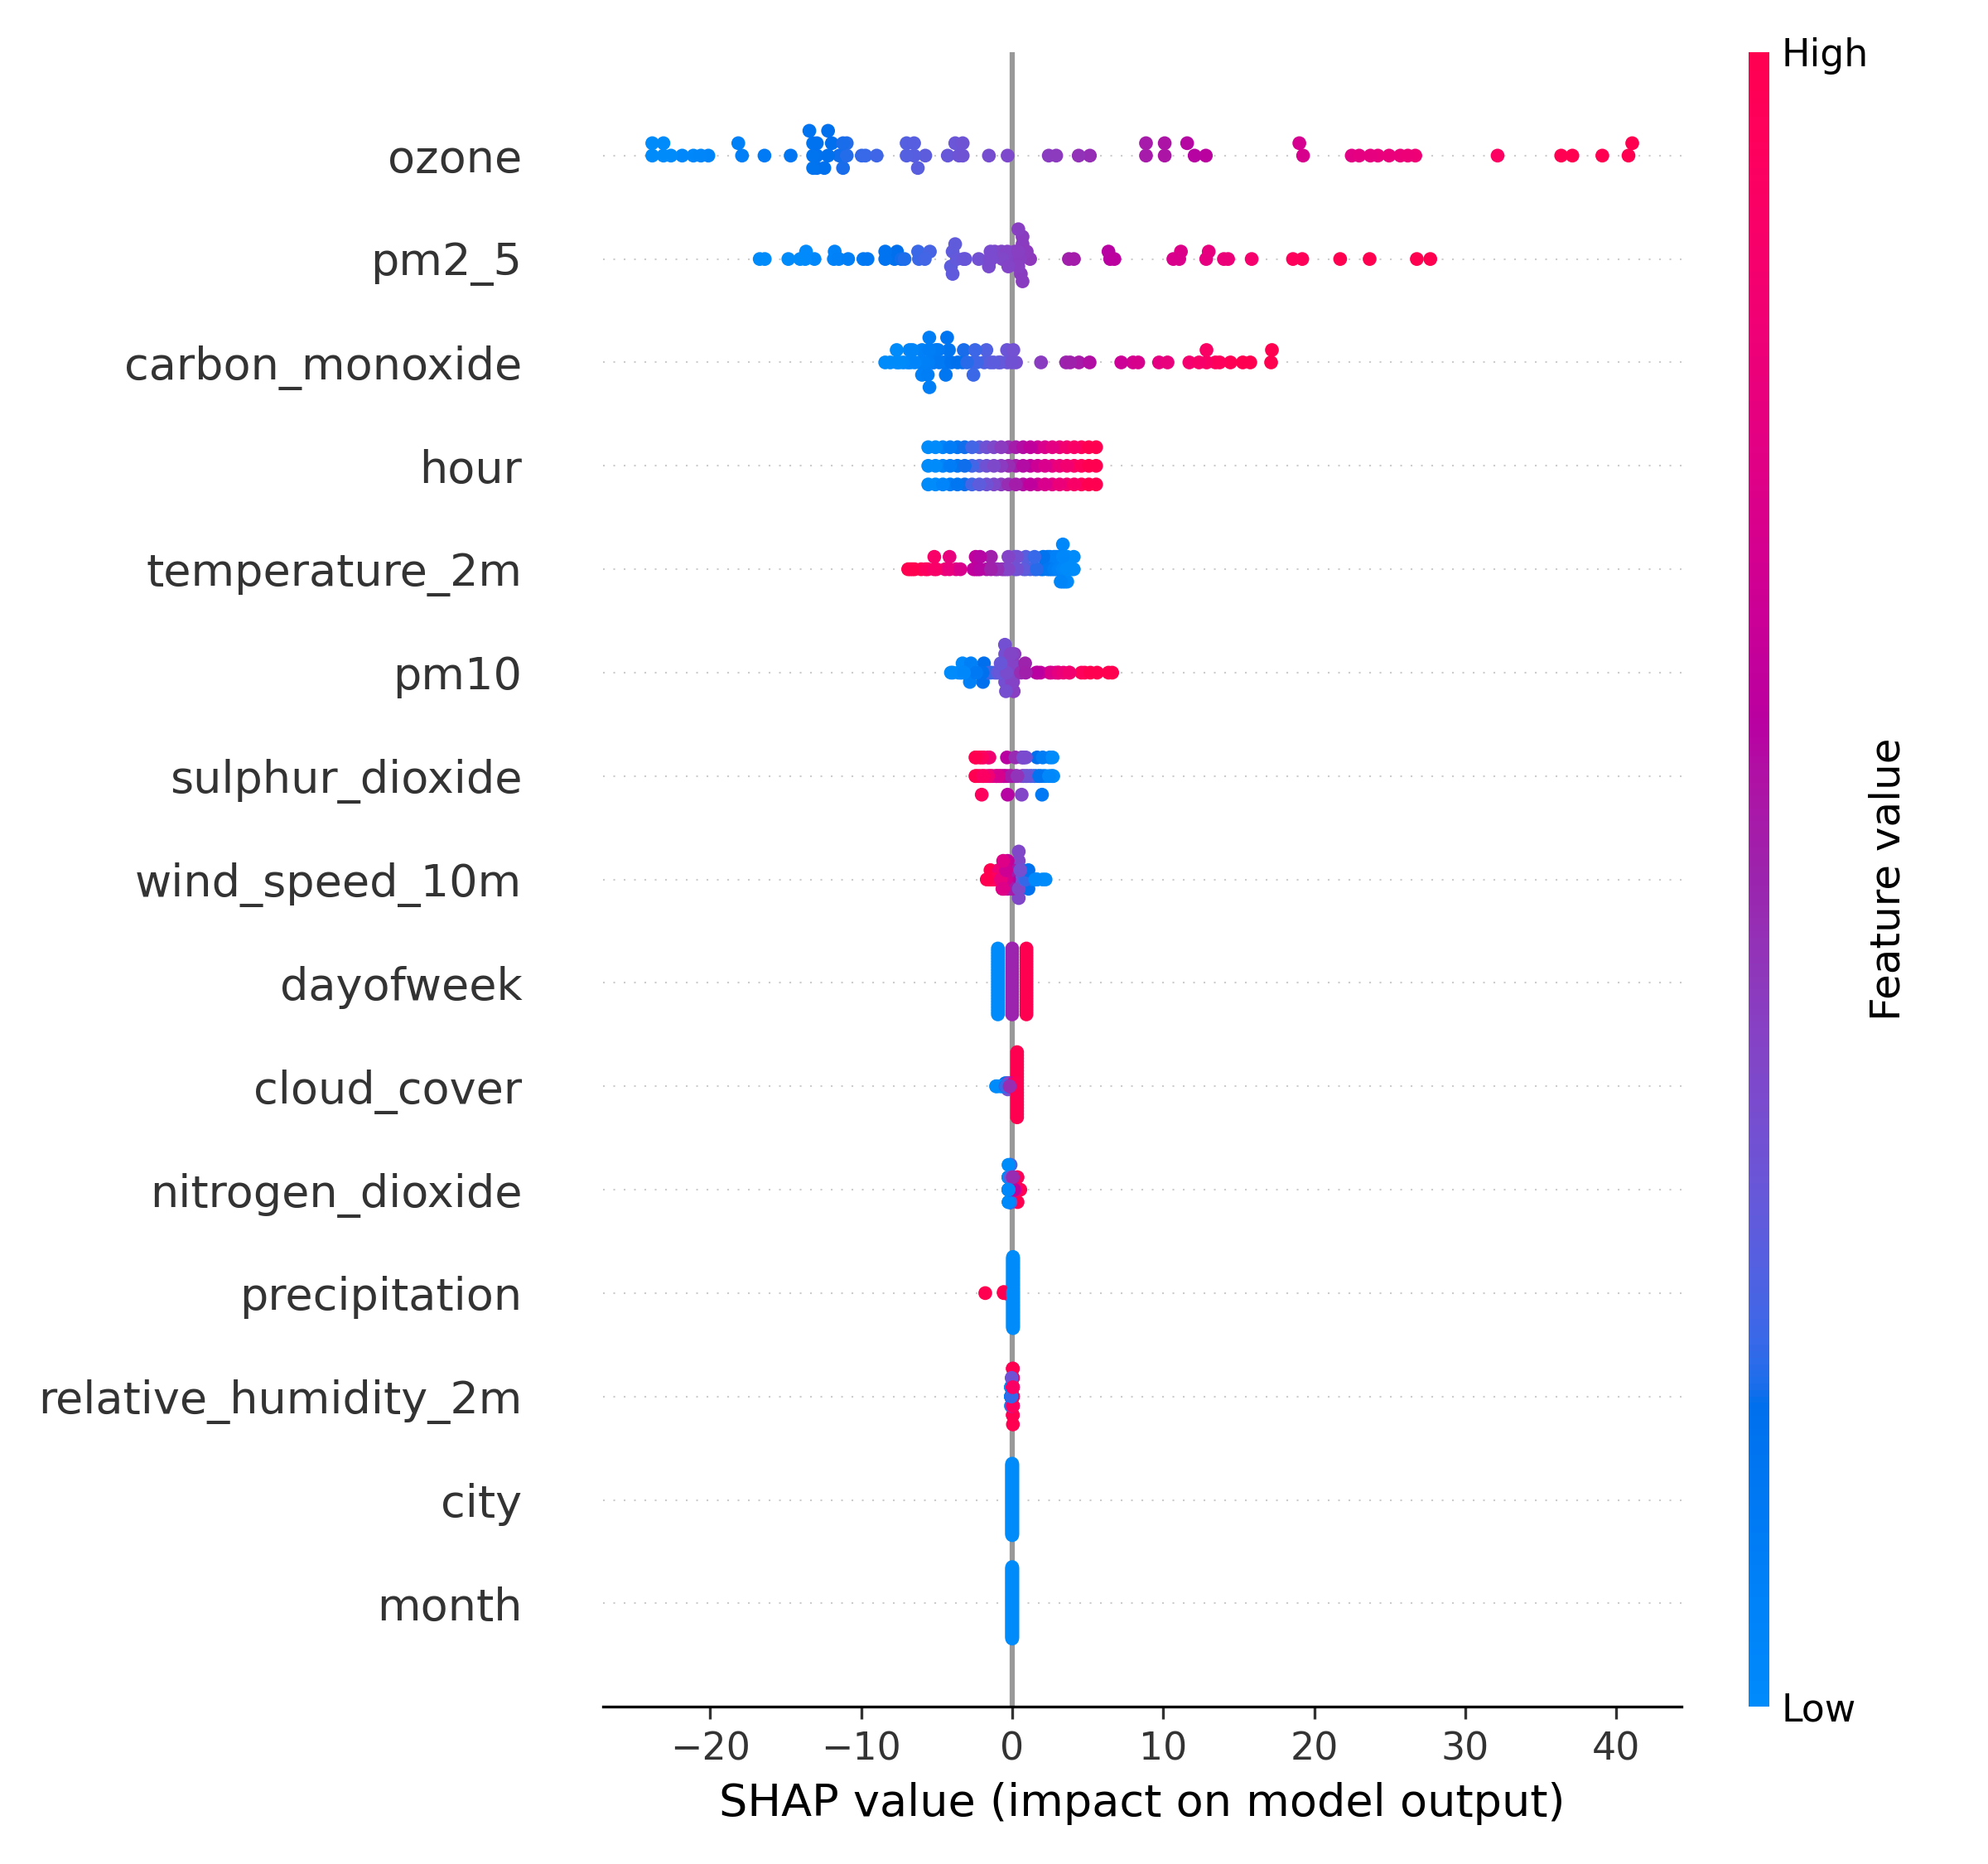 High
ozone
pm2_5
carbon_monoxide
hour
temperature_2m
pm10
sulphur_dioxide
wind_speed_10m
dayofweek
cloud_cover
nitrogen_dioxide
precipitation
relative_humidity_2m
city
month
Feature value
Low
−20 −10 0 10 20 30 40
SHAP value (impact on model output)